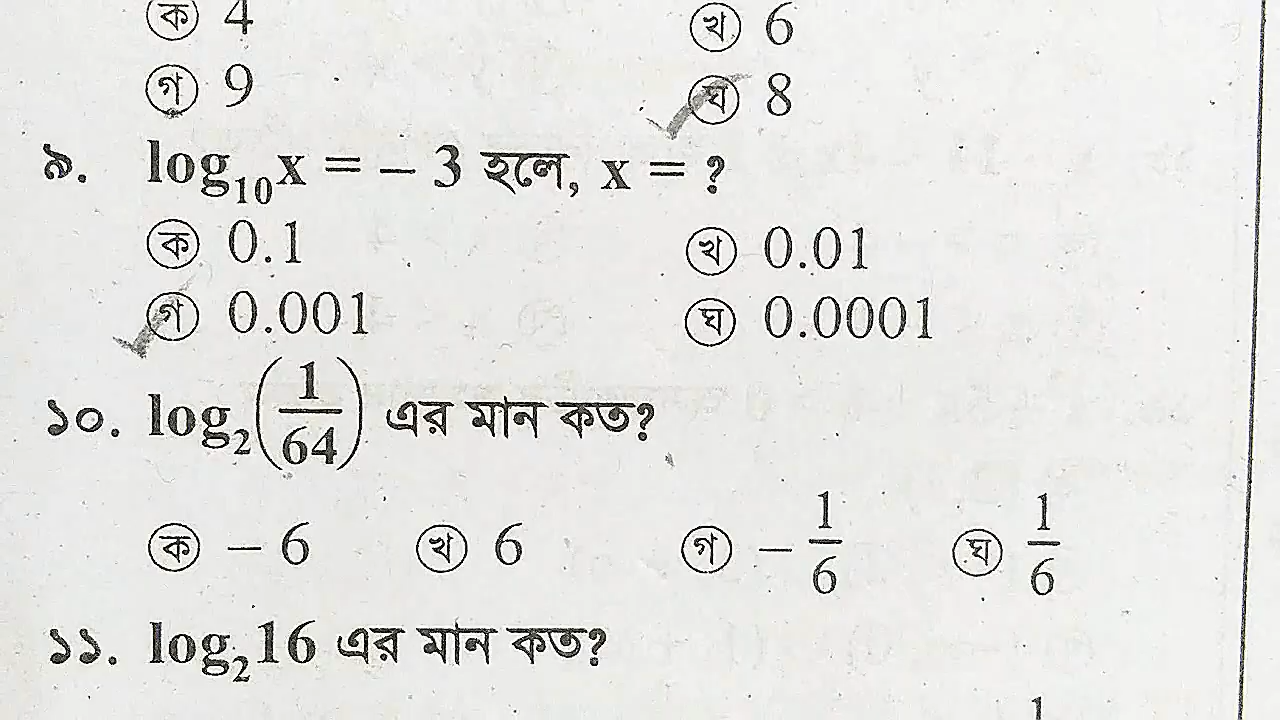 ক 4 খ 6
গ 9 ঘ 8
৯. log₁₀x = – 3 হলে, x = ?
ক 0.1 খ 0.01
গ 0.001 ঘ 0.0001
১০. log₂(1/64) এর মান কত?
ক – 6 খ 6 গ – 1/6 ঘ 1/6
১১. log₂16 এর মান কত?
1